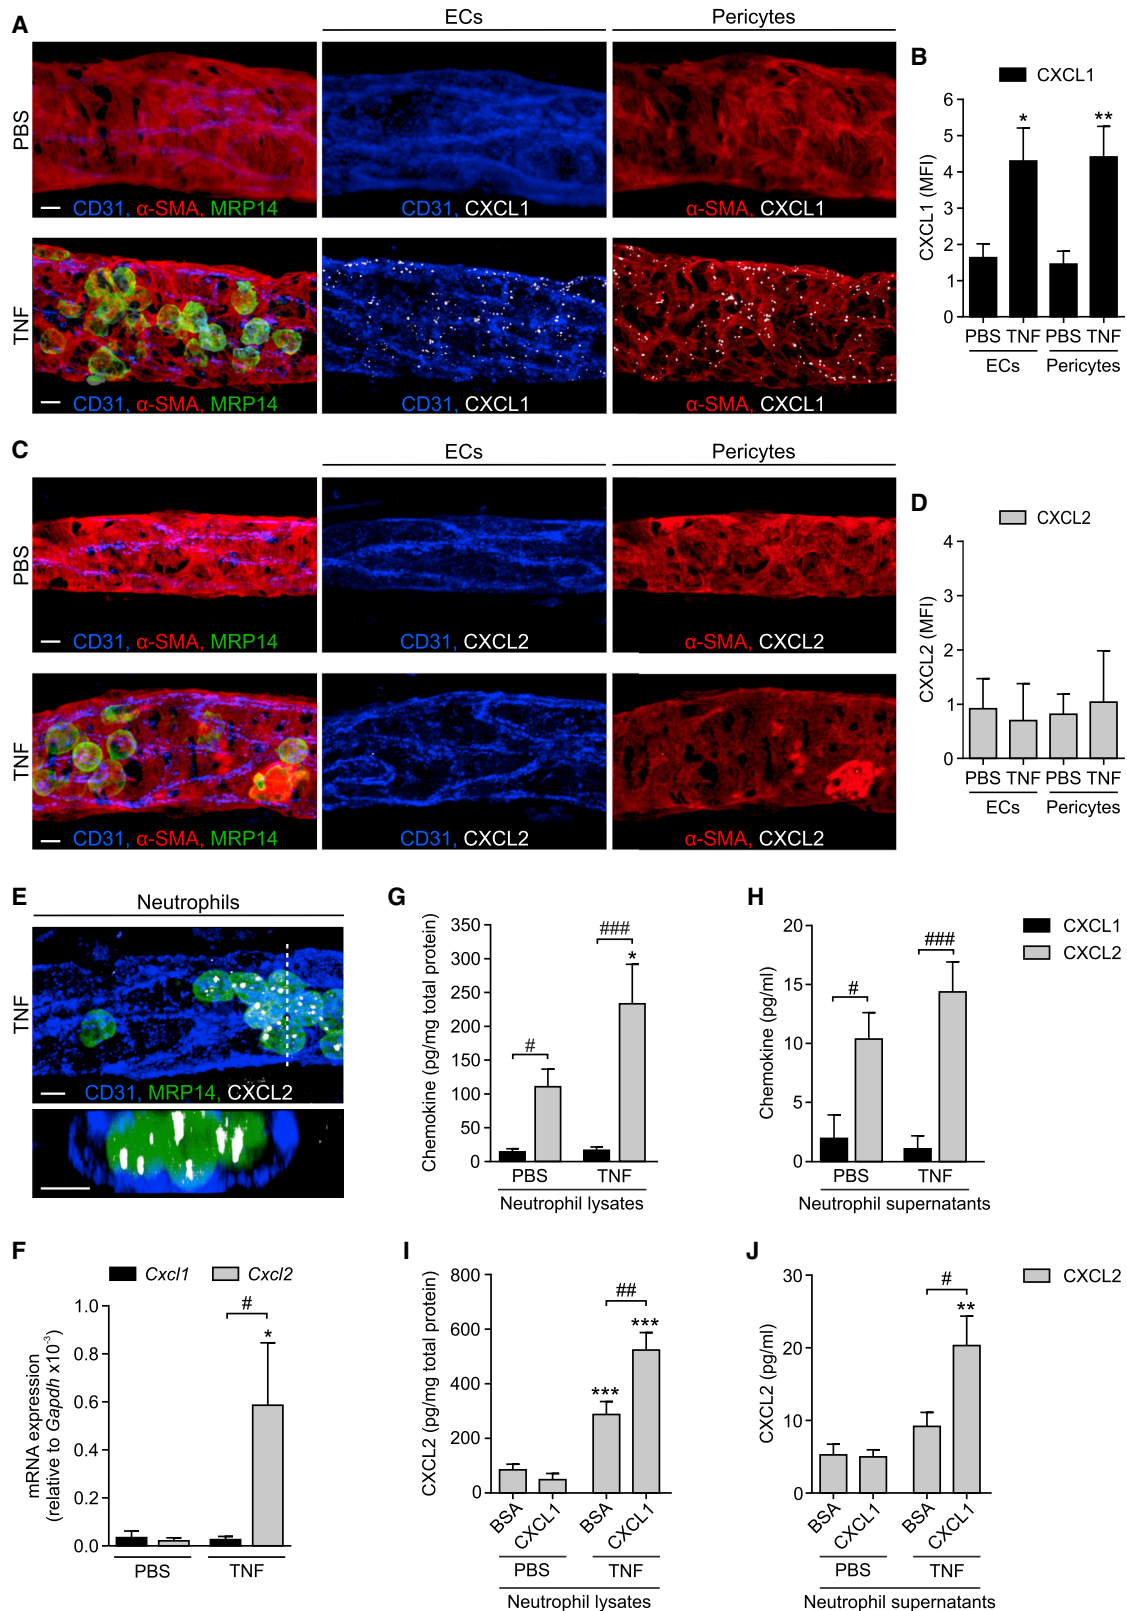 A
ECs
Pericytes
PBS
CD31, α-SMA, MRP14
CD31, CXCL1
α-SMA, CXCL1
TNF
CD31, α-SMA, MRP14
CD31, CXCL1
α-SMA, CXCL1
B
CXCL1
CXCL1 (MFI)
6
5
4
3
2
1
0
*
**
PBS TNF PBS TNF
ECs Pericytes
C
ECs
Pericytes
PBS
CD31, α-SMA, MRP14
CD31, CXCL2
α-SMA, CXCL2
TNF
CD31, α-SMA, MRP14
CD31, CXCL2
α-SMA, CXCL2
D
CXCL2
CXCL2 (MFI)
4
3
2
1
0
PBS TNF PBS TNF
ECs Pericytes
E
Neutrophils
TNF
CD31, MRP14, CXCL2
F
Cxcl1 Cxcl2
mRNA expression
(relative to Gapdh x10⁻³)
1.0
0.8
0.6
0.4
0.2
0.0
#
*
PBS TNF
G
Chemokine (pg/mg total protein)
350
300
250
200
150
100
50
0
#
###
*
PBS TNF
Neutrophil lysates
H
CXCL1
CXCL2
Chemokine (pg/ml)
20
15
10
5
0
#
###
PBS TNF
Neutrophil supernatants
I
CXCL2 (pg/mg total protein)
800
600
400
200
0
##
***
***
BSA CXCL1 BSA CXCL1
PBS TNF
Neutrophil lysates
J
CXCL2
CXCL2 (pg/ml)
30
20
10
0
#
**
BSA CXCL1 BSA CXCL1
PBS TNF
Neutrophil supernatants